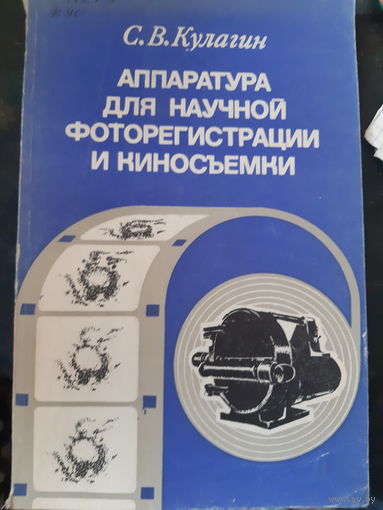 С.В.Кулагин
АППАРАТУРА
ДЛЯ НАУЧНОЙ
ФОТОРЕГИСТРАЦИИ
И КИНОСЪЕМКИ